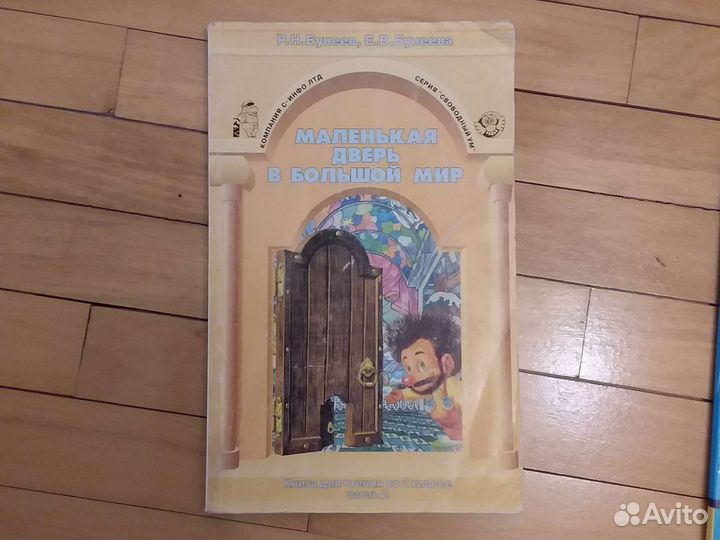 Р.Н.Бунеев, Е.В.Бунеева
КОМПАНИЯ С-ИНФО ЛТД
СЕРИЯ "СВОБОДНЫЙ УМ"
МАЛЕНЬКАЯ
ДВЕРЬ
В БОЛЬШОЙ МИР
Книга для чтения во 2 классе
часть 2
Avito